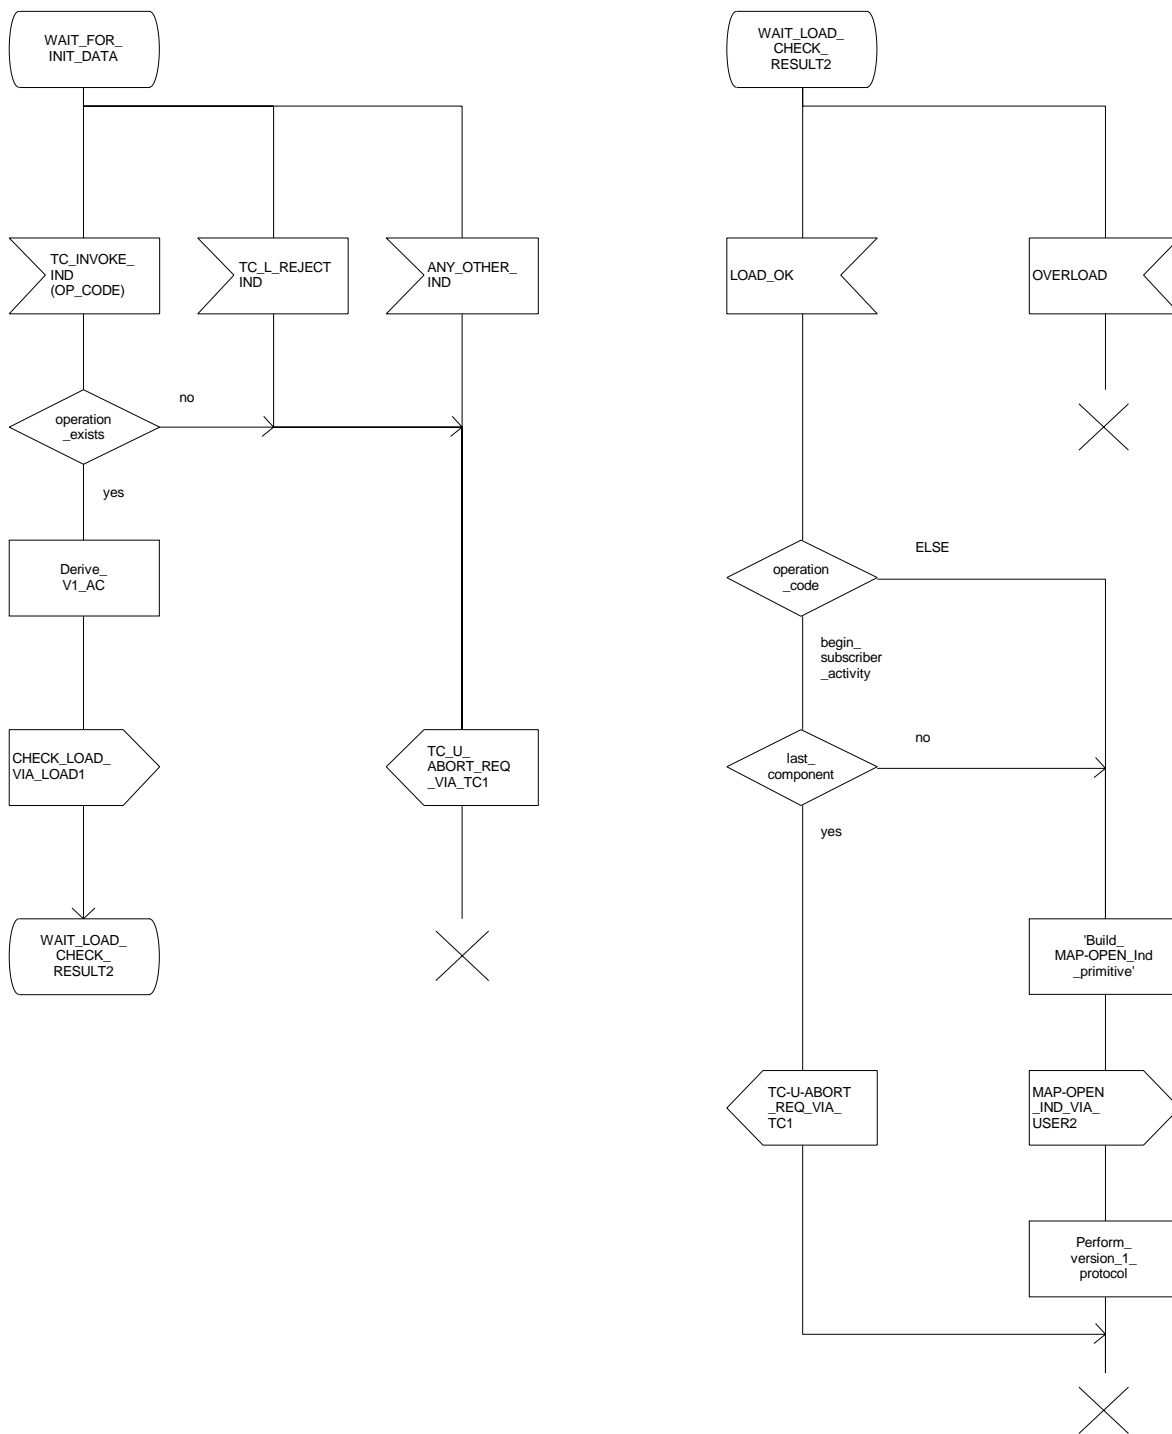 WAIT_FOR_
INIT_DATA
TC_INVOKE_
IND
(OP_CODE)
TC_L_REJECT
IND
ANY_OTHER_
IND
operation
_exists
no
yes
Derive_
V1_AC
CHECK_LOAD_
VIA_LOAD1
TC_U_
ABORT_REQ
_VIA_TC1
WAIT_LOAD_
CHECK_
RESULT2
WAIT_LOAD_
CHECK_
RESULT2
LOAD_OK
OVERLOAD
operation
_code
ELSE
begin_
subscriber
_activity
last_
component
no
yes
'Build_
MAP-OPEN_Ind
_primitive'
TC-U-ABORT
_REQ_VIA_
TC1
MAP-OPEN
_IND_VIA_
USER2
Perform_
version_1_
protocol